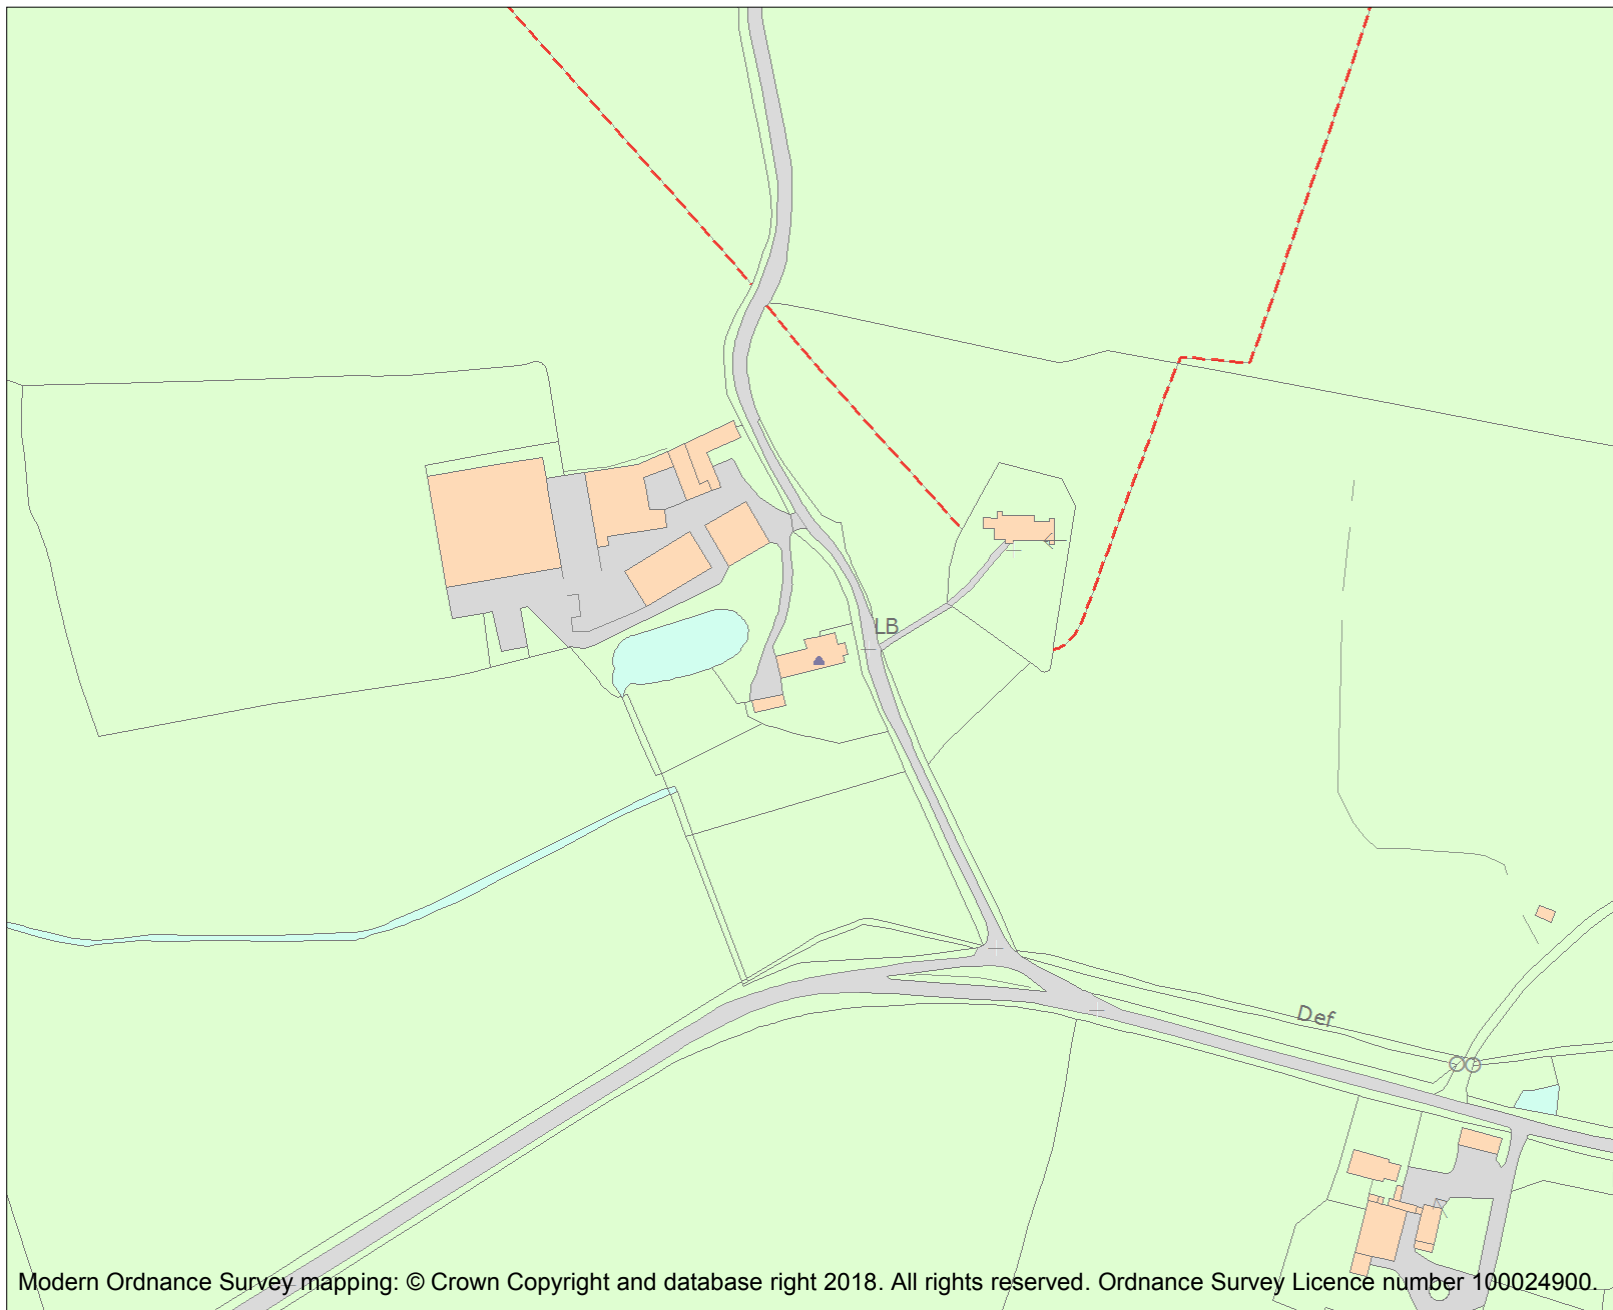 LB
Def
Modern Ordnance Survey mapping: © Crown Copyright and database right 2018. All rights reserved. Ordnance Survey Licence number 100024900.